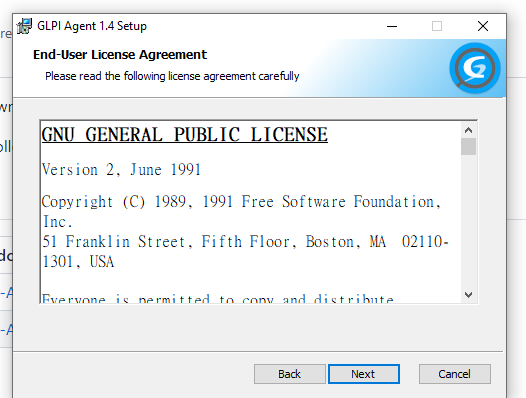 GLPI Agent 1.4 Setup
End-User License Agreement
Please read the following license agreement carefully
GNU GENERAL PUBLIC LICENSE
Version 2, June 1991
Copyright (C) 1989, 1991 Free Software Foundation,
Inc.
51 Franklin Street, Fifth Floor, Boston, MA 02110-
1301, USA
Everyone is permitted to copy and distribute
Back
Next
Cancel